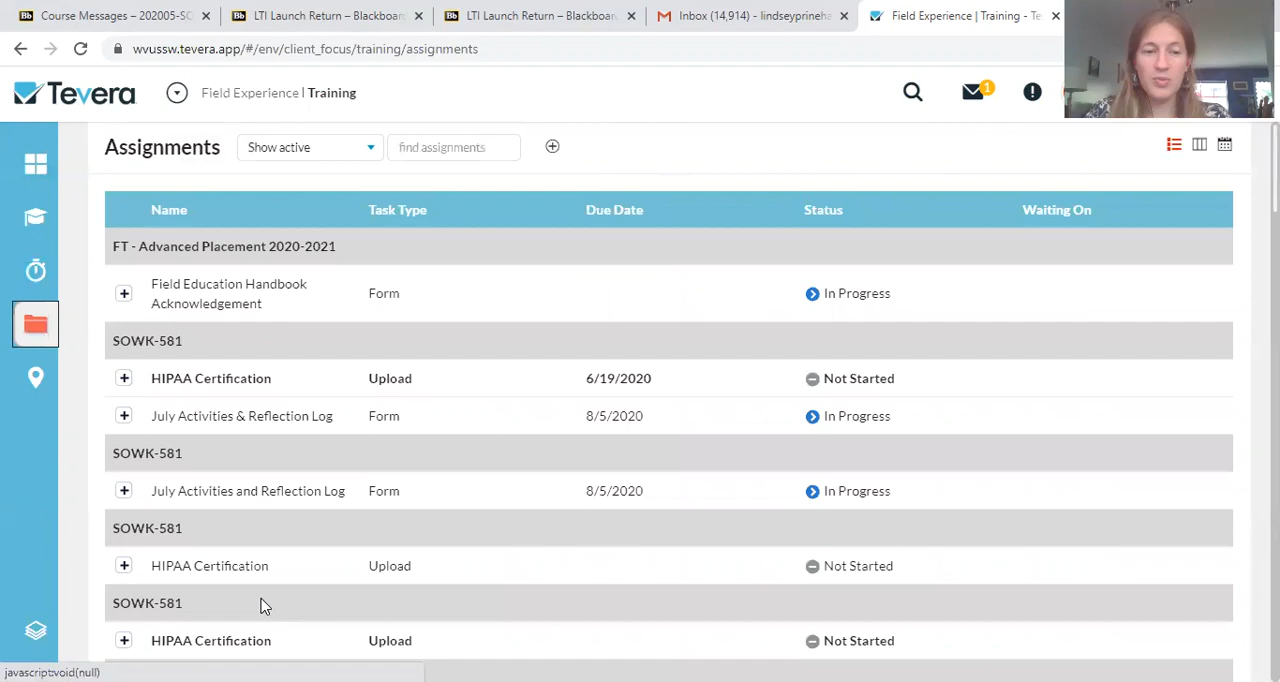 Bb Course Messages – 202005-SC
Bb LTI Launch Return – Blackboard
Bb LTI Launch Return – Blackboard
Inbox (14,914) - lindseyprineha
Field Experience | Training - Te
wvussw.tevera.app/#/env/client_focus/training/assignments
Tevera Field Experience | Training 1
Assignments Show active find assignments
Name Task Type Due Date Status Waiting On
FT - Advanced Placement 2020-2021
Field Education Handbook
Acknowledgement Form In Progress
SOWK-581
HIPAA Certification Upload 6/19/2020 Not Started
July Activities & Reflection Log Form 8/5/2020 In Progress
SOWK-581
July Activities and Reflection Log Form 8/5/2020 In Progress
SOWK-581
HIPAA Certification Upload Not Started
SOWK-581
HIPAA Certification Upload Not Started
javascript:void(null)